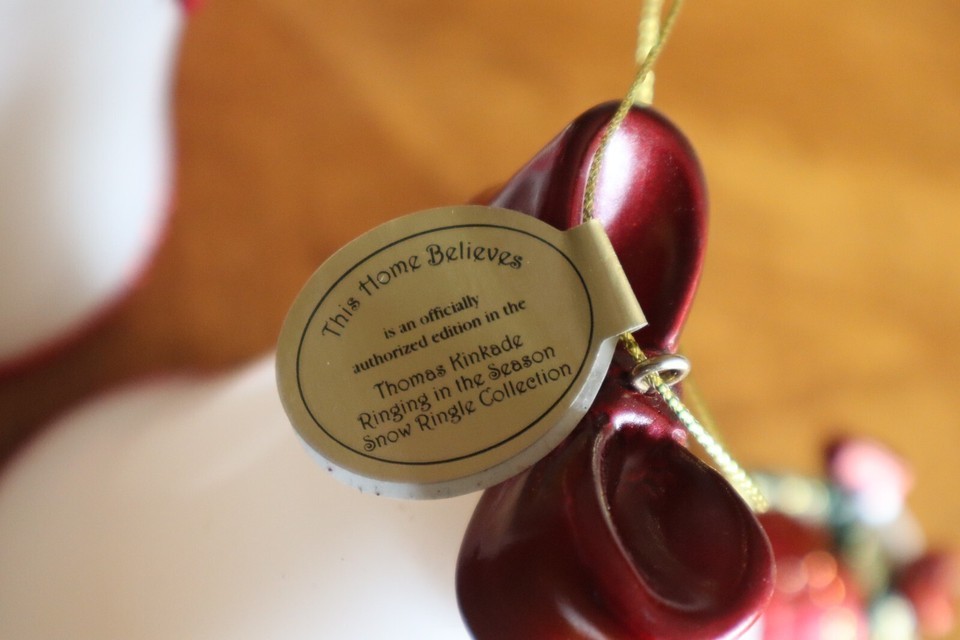 This Home Believes
is an officially
authorized edition in the
Thomas Kinkade
Ringing in the Season
Snow Ringle Collection